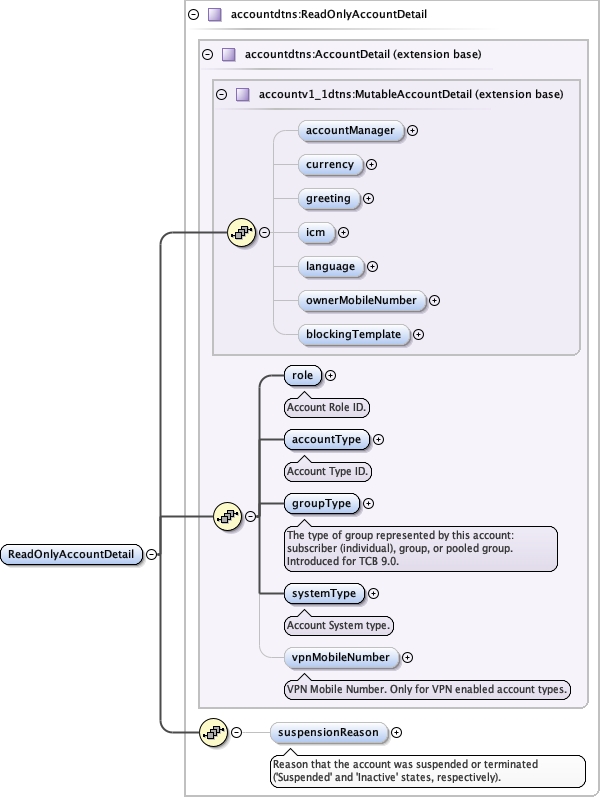 accountdtns:ReadOnlyAccountDetail
accountdtns:AccountDetail (extension base)
accountv1_1dtns:MutableAccountDetail (extension base)
accountManager
currency
greeting
icm
language
ownerMobileNumber
blockingTemplate
role
Account Role ID.
accountType
Account Type ID.
groupType
The type of group represented by this account:
subscriber (individual), group, or pooled group.
Introduced for TCB 9.0.
ReadOnlyAccountDetail
systemType
Account System type.
vpnMobileNumber
VPN Mobile Number. Only for VPN enabled account types.
suspensionReason
Reason that the account was suspended or terminated
('Suspended' and 'Inactive' states, respectively).